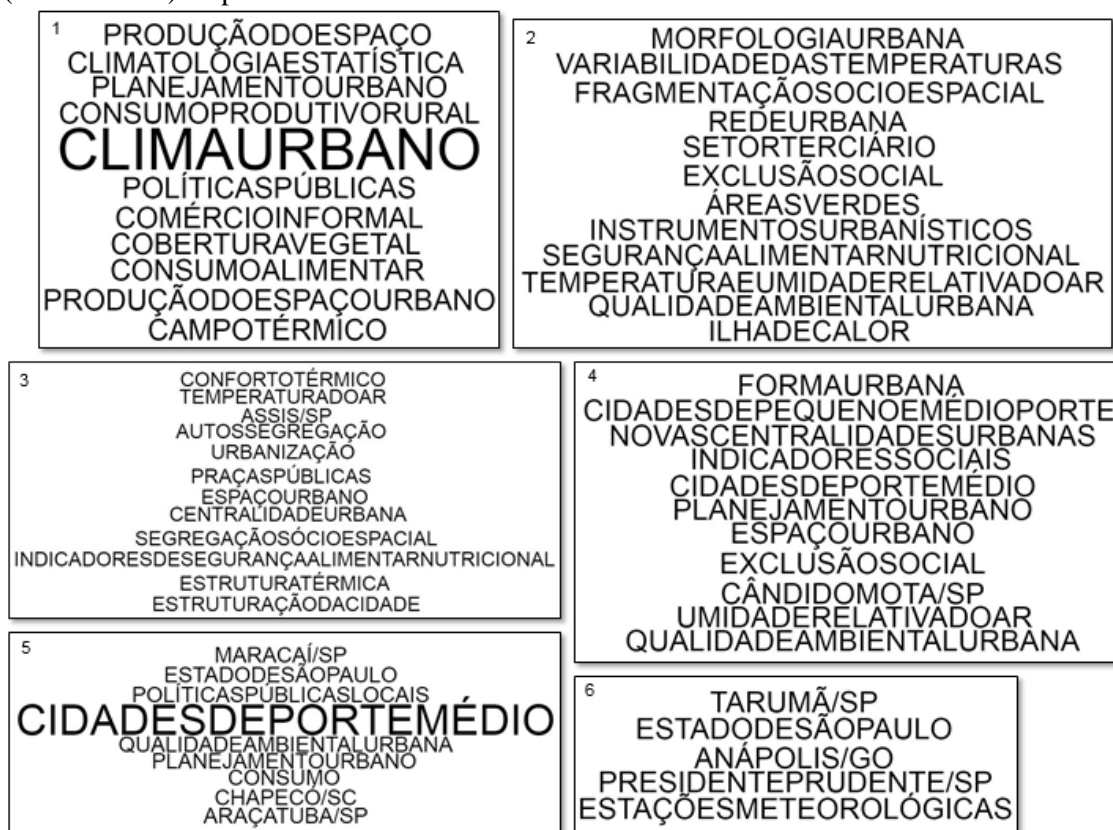 1
PRODUÇÃODOESPAÇO
CLIMATOLOGIAESTATÍSTICA
PLANEJAMENTOURBANO
CONSUMOPRODUTIVORURAL
CLIMAURBANO
POLÍTICASPÚBLICAS
COMÉRCIOINFORMAL
COBERTURAVEGETAL
CONSUMOALIMENTAR
PRODUÇÃODOESPAÇOURBANO
CAMPOTÉRMICO
2
MORFOLOGIAURBANA
VARIABILIDADEDASTEMPERATURAS
FRAGMENTAÇÃOSOCIOESPACIAL
REDEURBANA
SETORTERCIÁRIO
EXCLUSÃOSOCIAL
ÁREASVERDES
INSTRUMENTOSURBANÍSTICOS
SEGURANÇAALIMENTARNUTRICIONAL
TEMPERATURAEUMIDADERELATIVADOAR
QUALIDADEAMBIENTALURBANA
ILHADECALOR
3
CONFORTOTÉRMICO
TEMPERATURADOAR
ASSIS/SP
AUTOSSEGREGAÇÃO
URBANIZAÇÃO
PRAÇASPÚBLICAS
ESPAÇOURBANO
CENTRALIDADEURBANA
SEGREGAÇÃOSÓCIOESPACIAL
INDICADORESDESEGURANÇAALIMENTARNUTRICIONAL
ESTRUTURATÉRMICA
ESTRUTURAÇÃODACIDADE
4
FORMAURBANA
CIDADESDEPEQUENOEMÉDIOPORTE
NOVASCENTRALIDADESURBANAS
INDICADORESSOCIAIS
CIDADESDEPORTEMÉDIO
PLANEJAMENTOURBANO
ESPAÇOURBANO
EXCLUSÃOSOCIAL
CÂNDIDOMOTA/SP
UMIDADERELATIVADOAR
QUALIDADEAMBIENTALURBANA
5
MARACAÍ/SP
ESTADODESÃOPAULO
POLÍTICASPÚBLICASLOCAIS
CIDADESDEPORTEMÉDIO
QUALIDADEAMBIENTALURBANA
PLANEJAMENTOURBANO
CONSUMO
CHAPECÓ/SC
ARAÇATUBA/SP
6
TARUMÃ/SP
ESTADODESÃOPAULO
ANÁPOLIS/GO
PRESIDENTEPRUDENTE/SP
ESTAÇÕESMETEOROLÓGICAS